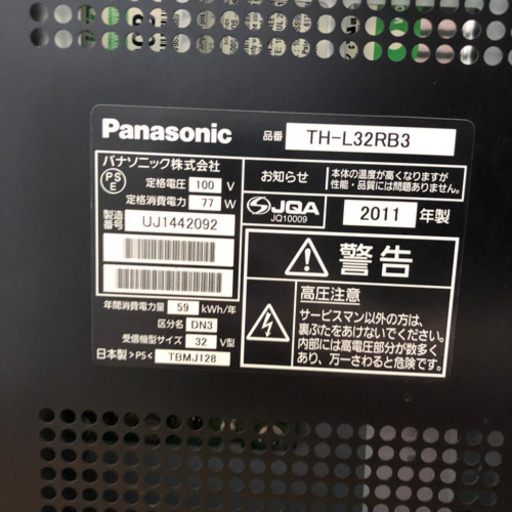 Panasonic
品番 TH-L32RB3
パナソニック株式会社
PS
E
定格電圧 100 V
定格消費電力 77 W
製造番号 UJ1442092
年間消費電力量 59 kWh/年
区分名 DN3
受信機型サイズ 32 V型
日本製 >PS< TBMJ128
お知らせ
本体の温度が高くなりますが
性能・品質には問題ありません。
JQA
JQ10009
2011 年製
警告
高圧注意
サービスマン以外の方は、
裏ぶたをあけないでください。
内部には高電圧部分が数多く
あり、万一さわると危険です。